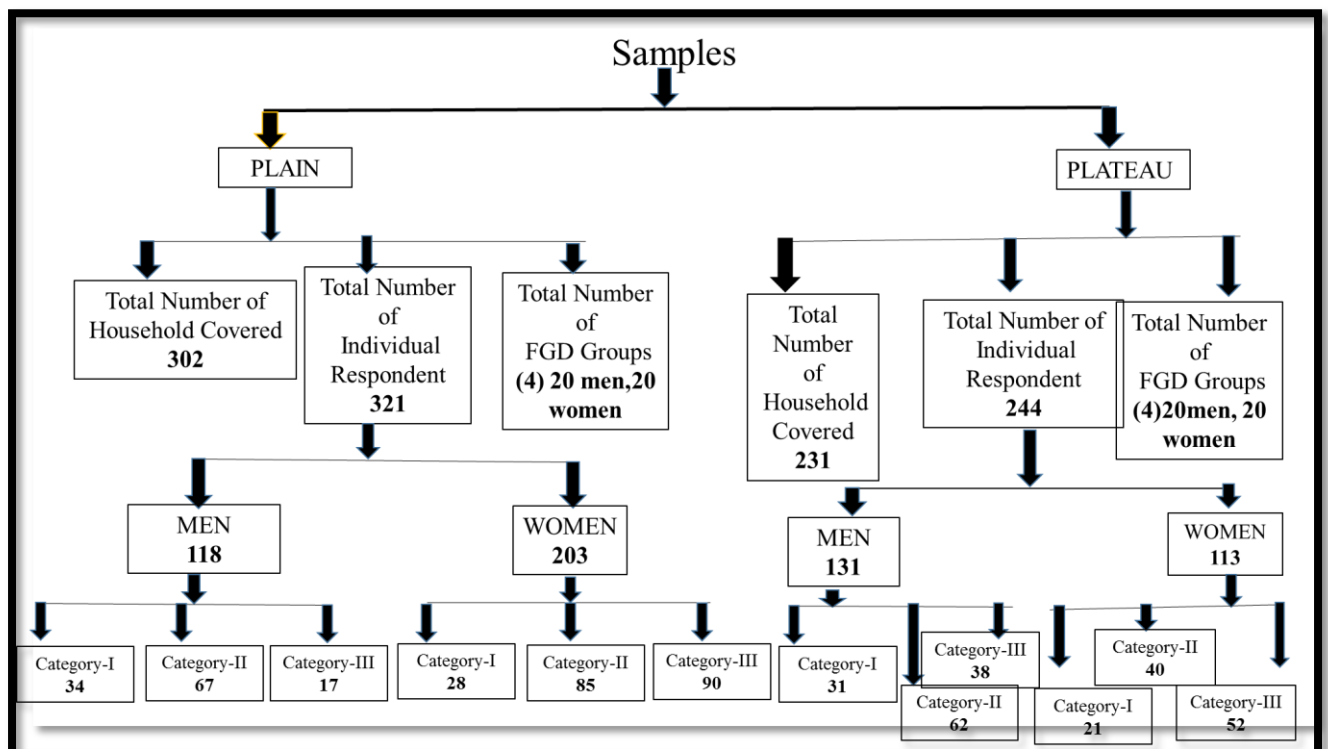 Samples
PLAIN
PLATEAU
Total Number of
Household Covered
302
Total Number
of
Individual
Respondent
321
Total Number
of
FGD Groups
(4) 20 men,20
women
Total
Number
of
Household
Covered
231
Total Number of
Individual
Respondent
244
Total Number
of
FGD Groups
(4)20men, 20
women
MEN
118
WOMEN
203
MEN
131
WOMEN
113
Category-I
34
Category-II
67
Category-III
17
Category-I
28
Category-II
85
Category-III
90
Category-I
31
Category-II
62
Category-III
38
Category-I
21
Category-II
40
Category-III
52